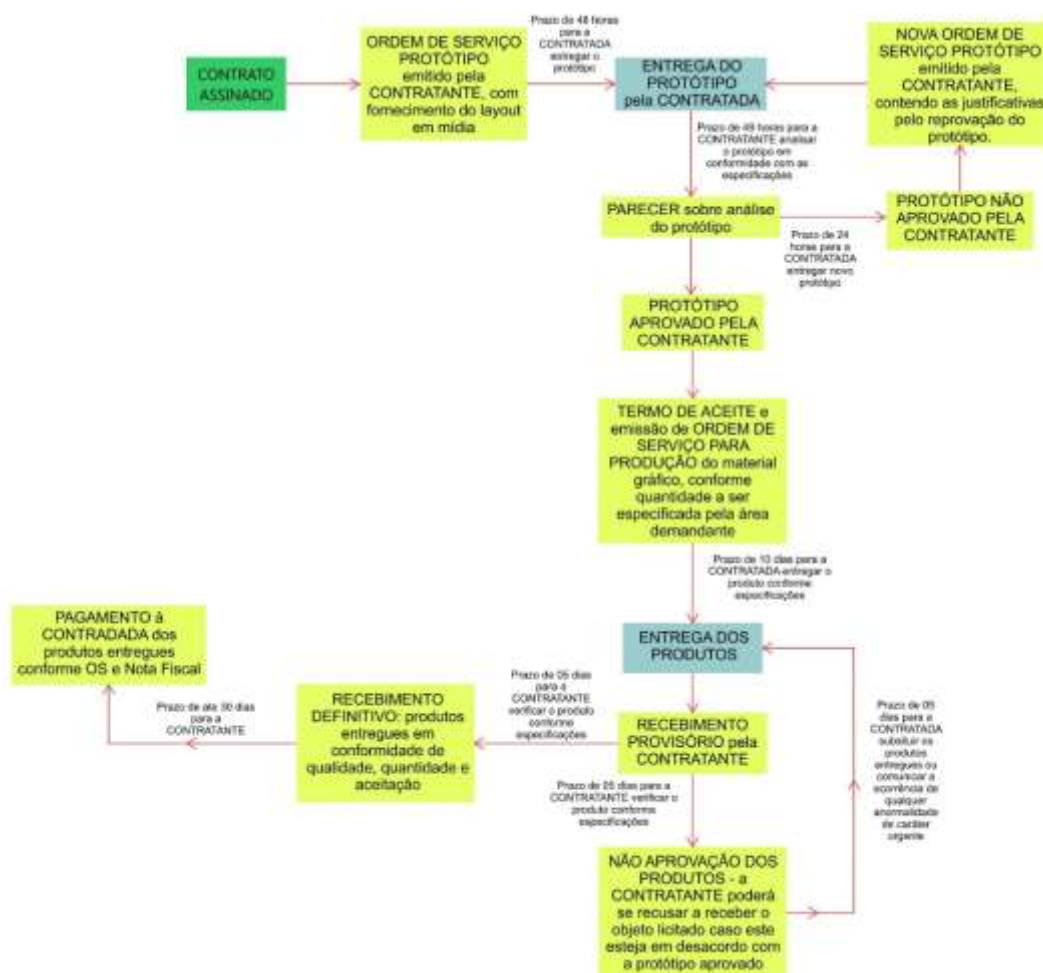 CONTRATO
ASSINADO
ORDEM DE SERVIÇO
PROTÓTIPO
emitido pela
CONTRATANTE, com
fornecimento do layout
em mídia
Prazo de 48 horas
para a
CONTRATADA
entregar o
protótipo
ENTREGA DO
PROTÓTIPO
pela CONTRATADA
NOVA ORDEM DE
SERVIÇO PROTÓTIPO
emitido pela
CONTRATANTE,
contendo as justificativas
pelo reprovação do
protótipo.
Prazo de 48 horas para a
CONTRATANTE analisar
o protótipo em
conformidade com as
especificações
PARECER sobre análise
do protótipo
Prazo de 24
horas para a
CONTRATADA
entregar novo
protótipo
PROTÓTIPO NÃO
APROVADO PELA
CONTRATANTE
PROTÓTIPO
APROVADO PELA
CONTRATANTE
TERMO DE ACEITE e
emissão de ORDEM DE
SERVIÇO PARA
PRODUÇÃO do material
gráfico, conforme
quantidade a ser
especificada pela área
demandante
Prazo de 10 dias para a
CONTRATADA entregar o
produto conforme
especificações
ENTREGA DOS
PRODUTOS
PAGAMENTO à
CONTRADADA dos
produtos entregues
conforme OS e Nota Fiscal
Prazo de até 30 dias
para a
CONTRATANTE
RECEBIMENTO
DEFINITIVO: produtos
entregues em
conformidade de
qualidade, quantidade e
aceitação
Prazo de 05 dias
para a
CONTRATANTE
verificar o produto
conforme
especificações
RECEBIMENTO
PROVISÓRIO pela
CONTRATANTE
Prazo de 05 dias para a
CONTRATANTE verificar o
produto conforme
especificações
Prazo de 05
dias para a
CONTRATADA
substituir os
produtos
entregues ou
comunicar a
ocorrência de
qualquer
anormalidade
de caráter
urgente
NÃO APROVAÇÃO DOS
PRODUTOS - a
CONTRATANTE poderá
se recusar a receber o
objeto licitado caso este
esteja em desacordo com
a protótipo aprovado